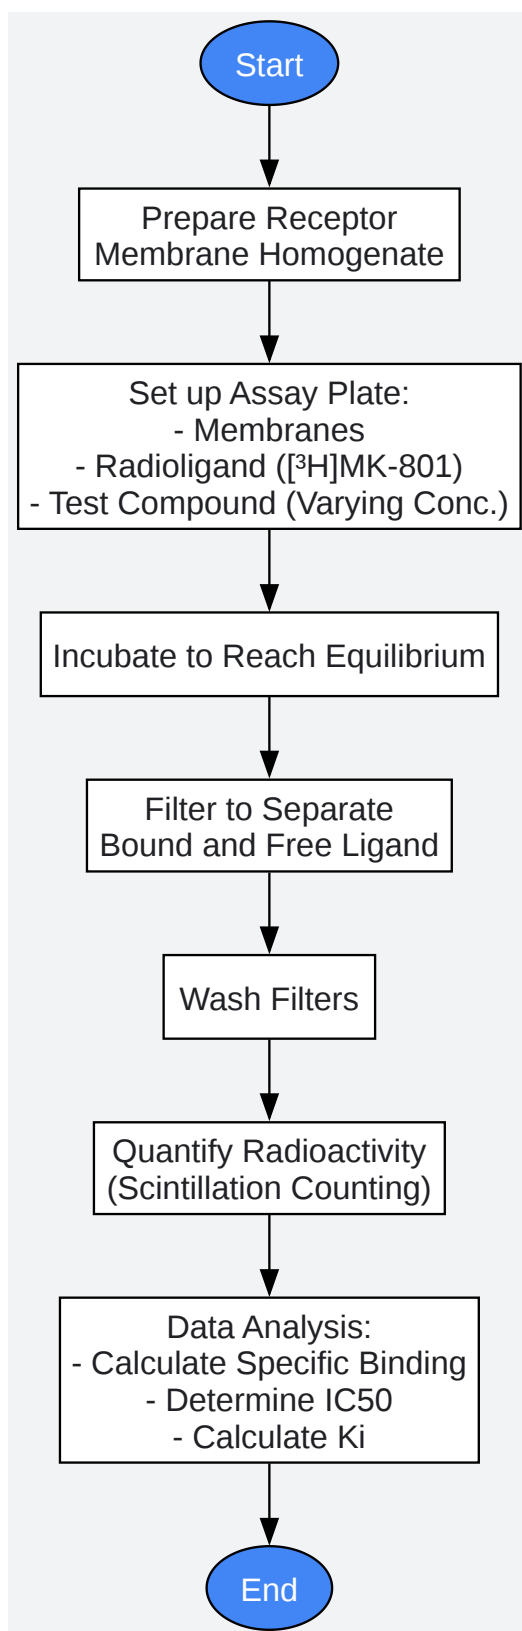 Start
Prepare Receptor
Membrane Homogenate
Set up Assay Plate:
- Membranes
- Radioligand ([³H]MK-801)
- Test Compound (Varying Conc.)
Incubate to Reach Equilibrium
Filter to Separate
Bound and Free Ligand
Wash Filters
Quantify Radioactivity
(Scintillation Counting)
Data Analysis:
- Calculate Specific Binding
- Determine IC50
- Calculate Ki
End